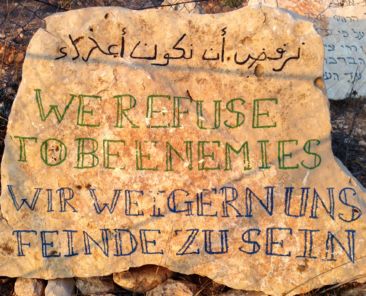 نرفض أن نكون أعداء
WE REFUSE
TO BE ENEMIES
WIR WEIGERN UNS
FEINDE ZU SEIN